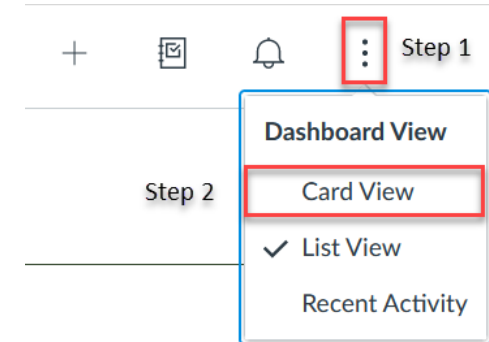 Step 1
Dashboard View
Step 2
Card View
List View
Recent Activity